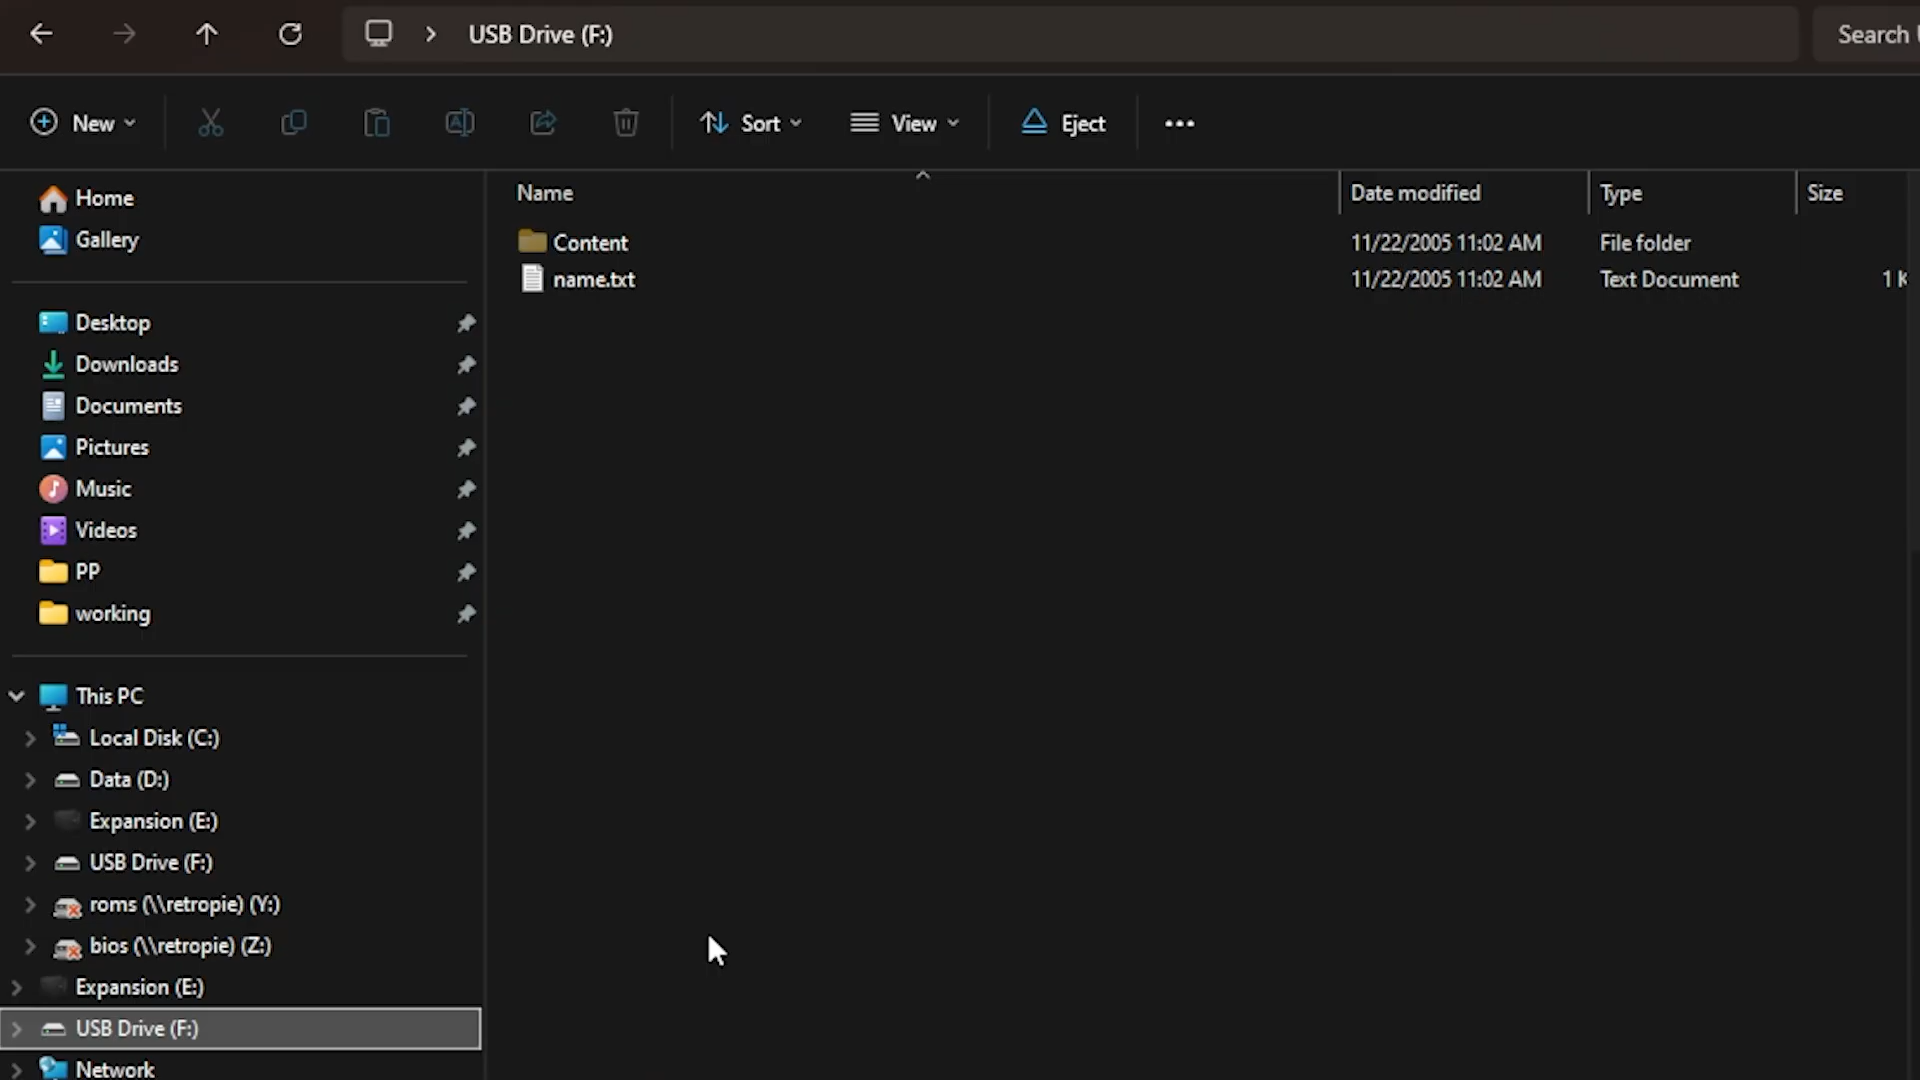 USB Drive (F:)
Search
New
Sort
View
Eject
Name
Date modified
Type
Size
Content
11/22/2005 11:02 AM
File folder
name.txt
11/22/2005 11:02 AM
Text Document
1 K
Home
Gallery
Desktop
Downloads
Documents
Pictures
Music
Videos
PP
working
This PC
Local Disk (C:)
Data (D:)
Expansion (E:)
USB Drive (F:)
roms (\\retropie) (Y:)
bios (\\retropie) (Z:)
Expansion (E:)
USB Drive (F:)
Network